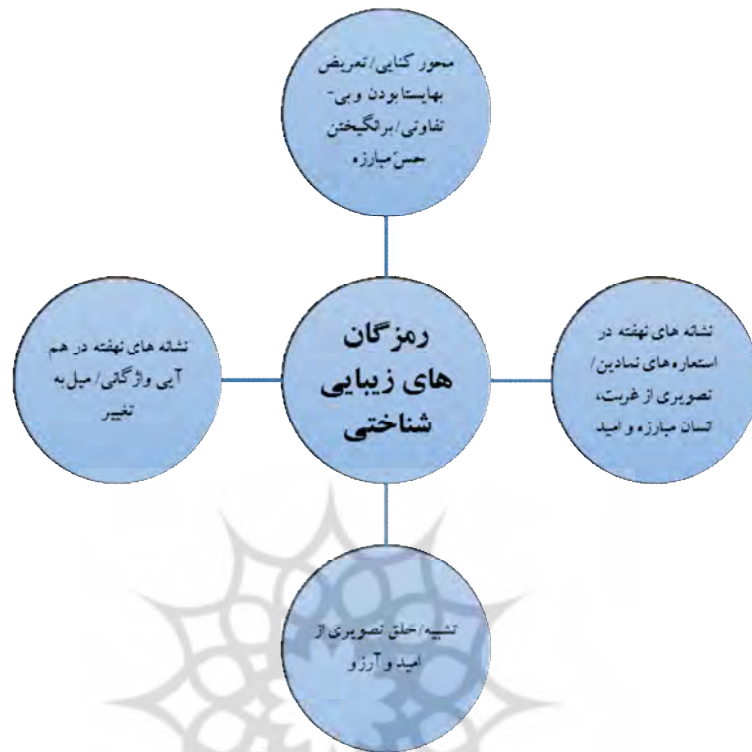 محور کنایی/تعریض
بهایستا بودن و بی-
تفاوتی/برانگیختن
حسّ مبارزه
نشانه های نهفته در
استعاره های نمادین/
تصویری از غربت،
انسان مبارزه و امید
رمزگان
های زیبایی
شناختی
نشانه های نهفته در هم
آیی واژگانی/ میل به
تغییر
تشبیه/خلق تصویری از
امید و آرزو